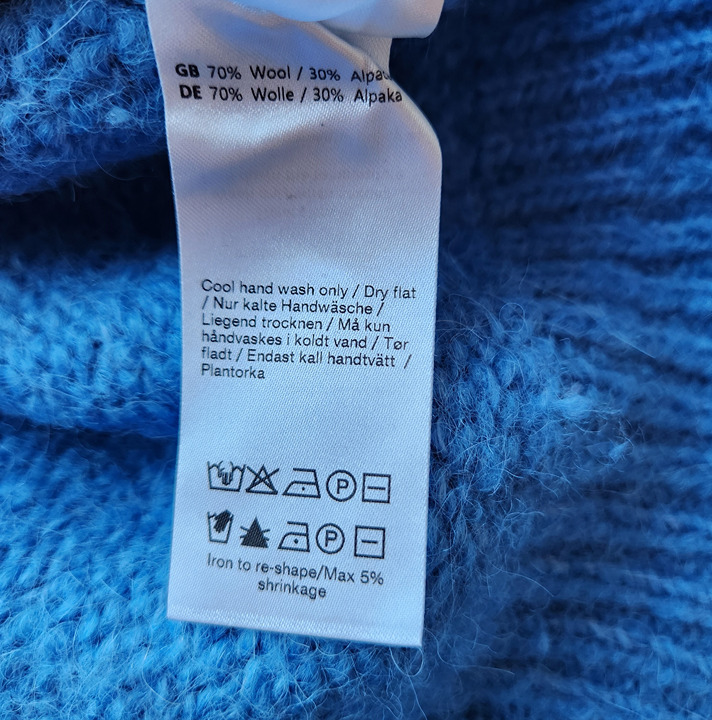 GB 70% Wool / 30%
DE 70% Wolle / 30% Alpaka
Cool hand wash only / Dry flat
/ Nur kalte Handwäsche /
Liegend trocknen / Må kun
håndvaskes i koldt vand / Tør
fladt / Endast kall handtvätt /
Plantorka
P
P
Iron to re-shape/Max 5%
shrinkage